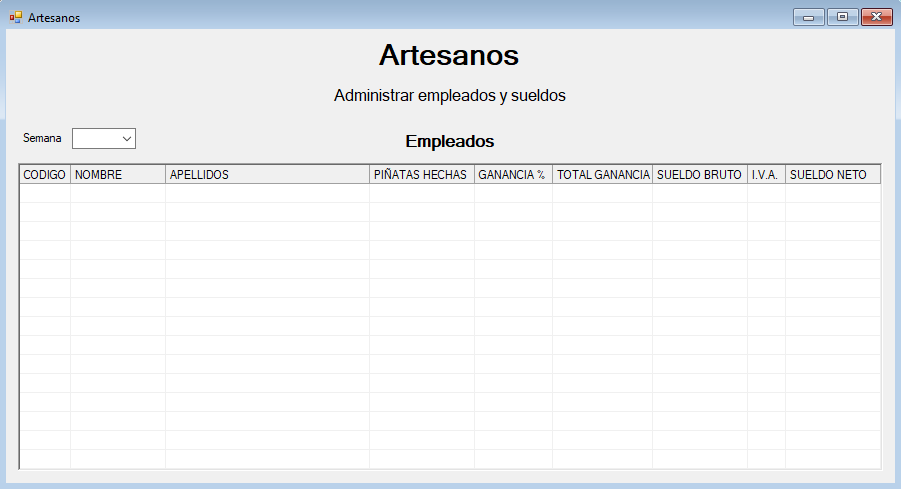 Artesanos
Artesanos
Administrar empleados y sueldos
Semana
Empleados
CODIGO NOMBRE APELLIDOS PIÑATAS HECHAS GANANCIA % TOTAL GANANCIA SUELDO BRUTO I.V.A. SUELDO NETO